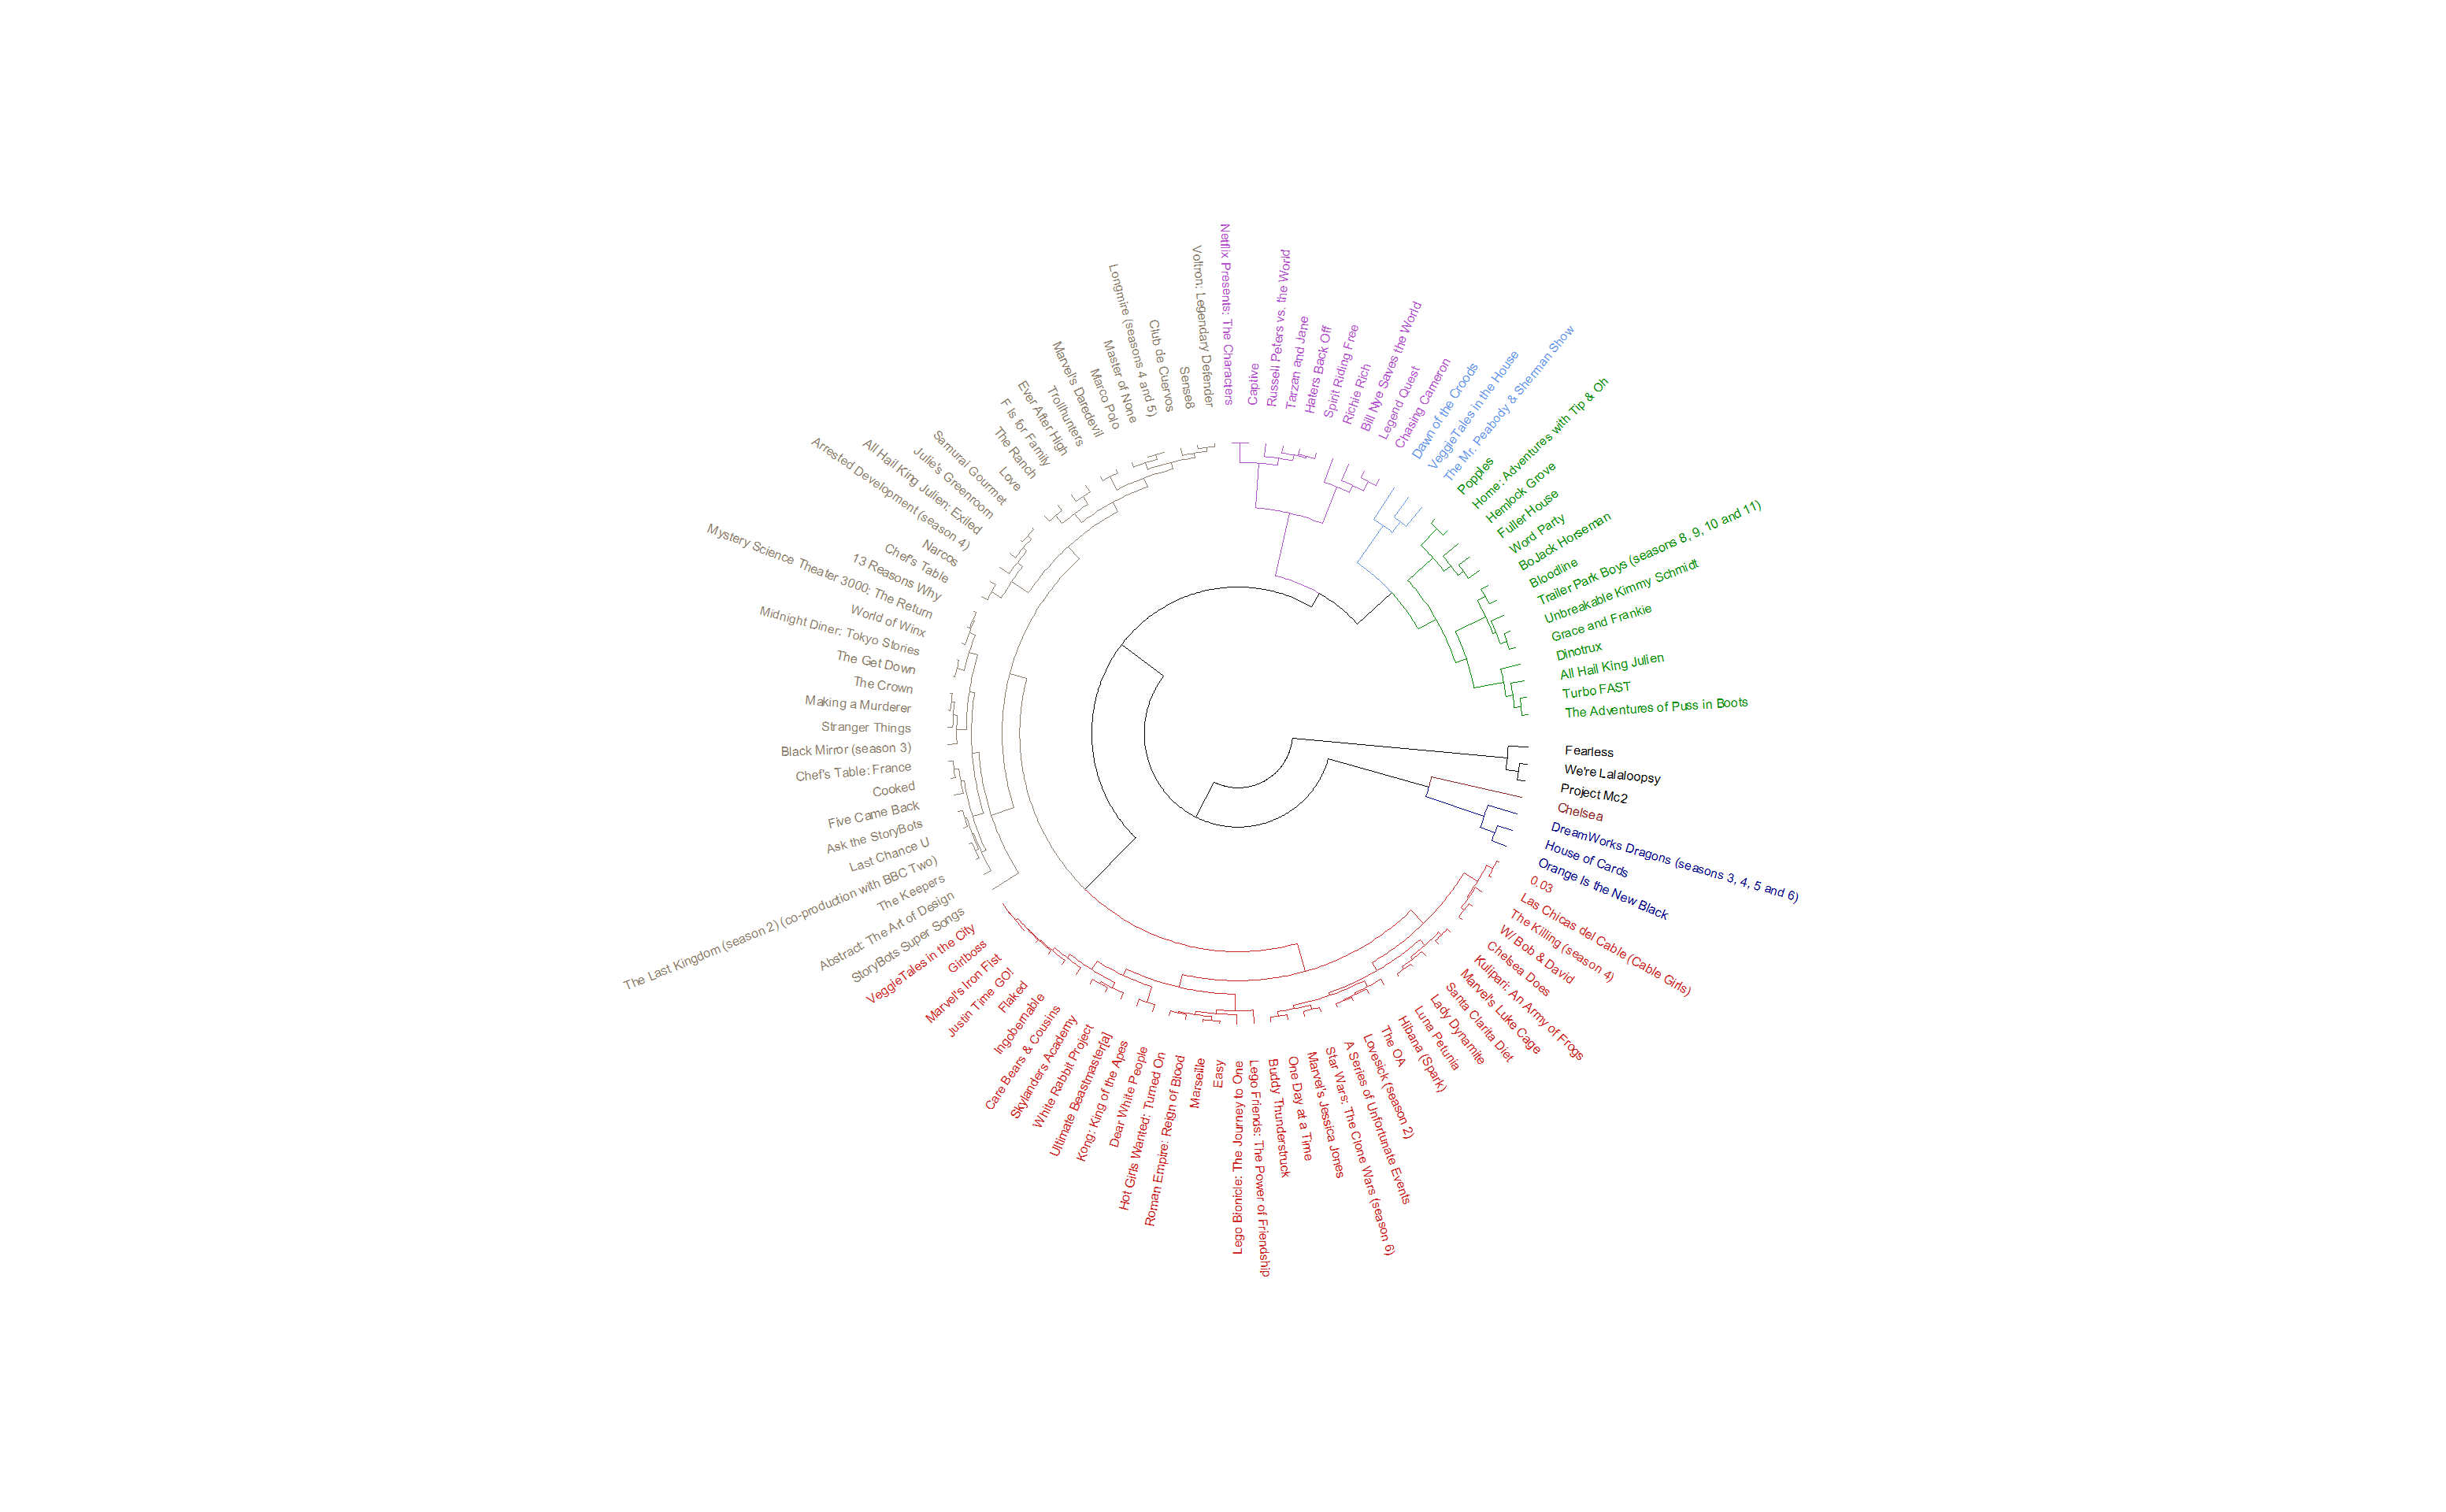 Netflix Presents: The Characters
Captive
Russell Peters vs. the World
Tarzan and Jane
Haters Back Off
Spirit Riding Free
Richie Rich
Bill Nye Saves the World
Legend Quest
Chasing Cameron
Dawn of the Croods
VeggieTales in the House
The Mr. Peabody & Sherman Show
Popples
Home: Adventures with Tip & Oh
Hemlock Grove
Fuller House
Word Party
BoJack Horseman
Bloodline
Trailer Park Boys (seasons 8, 9, 10 and 11)
Unbreakable Kimmy Schmidt
Grace and Frankie
Dinotrux
All Hail King Julien
Turbo FAST
The Adventures of Puss in Boots
Fearless
We're Lalaloopsy
Project Mc2
Chelsea
DreamWorks Dragons (seasons 3, 4, 5 and 6)
House of Cards
Orange Is the New Black
0.03
Las Chicas del Cable (Cable Girls)
The Killing (season 4)
W/ Bob & David
Chelsea Does
Kulipari: An Army of Frogs
Marvel's Luke Cage
Santa Clarita Diet
Lady Dynamite
Luna Petunia
Hibana (Spark)
The OA
Lovesick (season 2)
A Series of Unfortunate Events
Star Wars: The Clone Wars (season 6)
Marvel's Jessica Jones
One Day at a Time
Buddy Thunderstruck
Lego Friends: The Power of Friendship
Lego Bionicle: The Journey to One
Easy
Marseille
Roman Empire: Reign of Blood
Hot Girls Wanted: Turned On
Dear White People
Kong: King of the Apes
Ultimate Beastmaster[a]
White Rabbit Project
Skylanders Academy
Care Bears & Cousins
Ingobernable
Flaked
Justin Time GO!
Marvel's Iron Fist
Girlboss
VeggieTales in the City
StoryBots Super Songs
Abstract: The Art of Design
The Keepers
The Last Kingdom (season 2) (co-production with BBC Two)
Last Chance U
Ask the StoryBots
Five Came Back
Cooked
Chef's Table: France
Black Mirror (season 3)
Stranger Things
Making a Murderer
The Crown
The Get Down
Midnight Diner: Tokyo Stories
World of Winx
Mystery Science Theater 3000: The Return
13 Reasons Why
Chef's Table
Narcos
Arrested Development (season 4)
All Hail King Julien: Exiled
Julie's Greenroom
Samurai Gourmet
Love
The Ranch
F Is for Family
Ever After High
Trollhunters
Marvel's Daredevil
Marco Polo
Master of None
Longmire (seasons 4 and 5)
Club de Cuervos
Sense8
Voltron: Legendary Defender